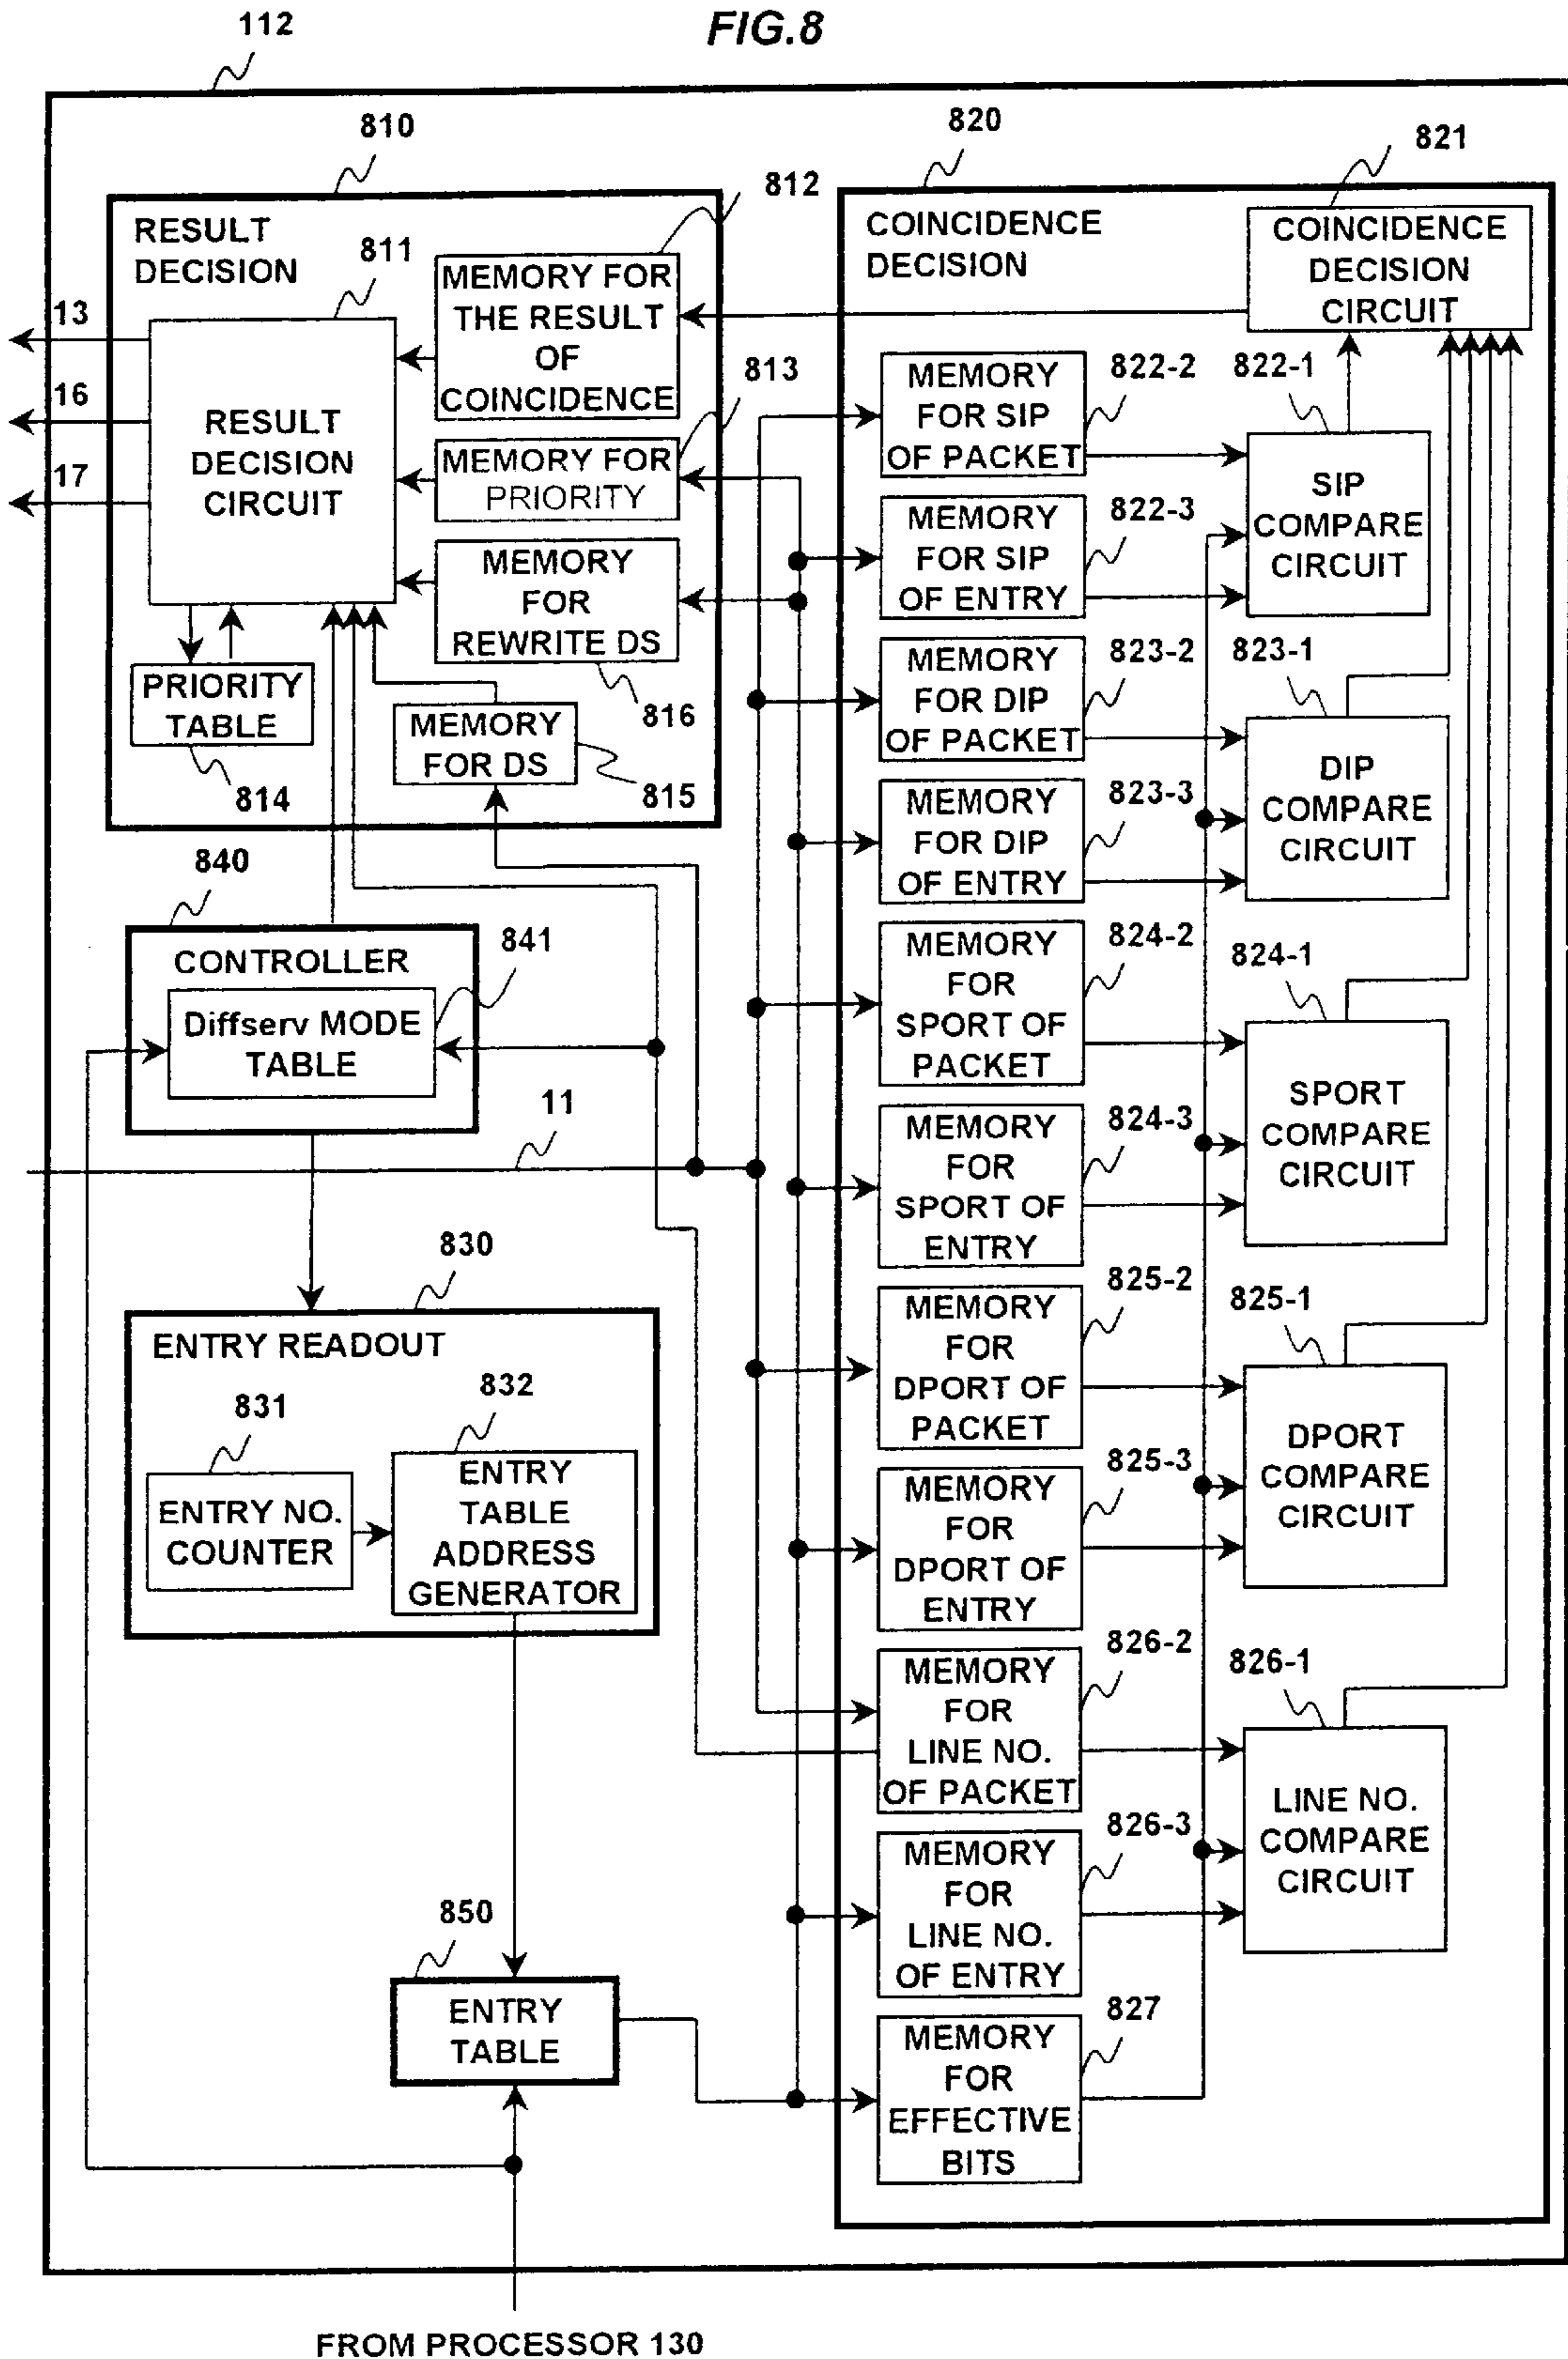 FIG.8
112
810
820
821
812
RESULT
DECISION
811
MEMORY FOR
THE RESULT
OF
COINCIDENCE
COINCIDENCE
DECISION
COINCIDENCE
DECISION
CIRCUIT
13
16
17
RESULT
DECISION
CIRCUIT
813
MEMORY FOR
PRIORITY
MEMORY
FOR
REWRITE DS
816
PRIORITY
TABLE
814
MEMORY
FOR DS
815
MEMORY
FOR SIP
OF PACKET
822-2
822-1
SIP
COMPARE
CIRCUIT
MEMORY
FOR SIP
OF ENTRY
822-3
MEMORY
FOR DIP
OF PACKET
823-2
823-1
DIP
COMPARE
CIRCUIT
MEMORY
FOR DIP
OF ENTRY
823-3
840
CONTROLLER
841
Diffserv MODE
TABLE
11
MEMORY
FOR
SPORT OF
PACKET
824-2
824-1
SPORT
COMPARE
CIRCUIT
MEMORY
FOR
SPORT OF
ENTRY
824-3
830
ENTRY READOUT
831
ENTRY NO.
COUNTER
832
ENTRY
TABLE
ADDRESS
GENERATOR
MEMORY
FOR
DPORT OF
PACKET
825-2
825-1
DPORT
COMPARE
CIRCUIT
MEMORY
FOR
DPORT OF
ENTRY
825-3
MEMORY
FOR
LINE NO.
OF PACKET
826-2
826-1
LINE NO.
COMPARE
CIRCUIT
MEMORY
FOR
LINE NO.
OF ENTRY
826-3
850
ENTRY
TABLE
MEMORY
FOR
EFFECTIVE
BITS
827
FROM PROCESSOR 130